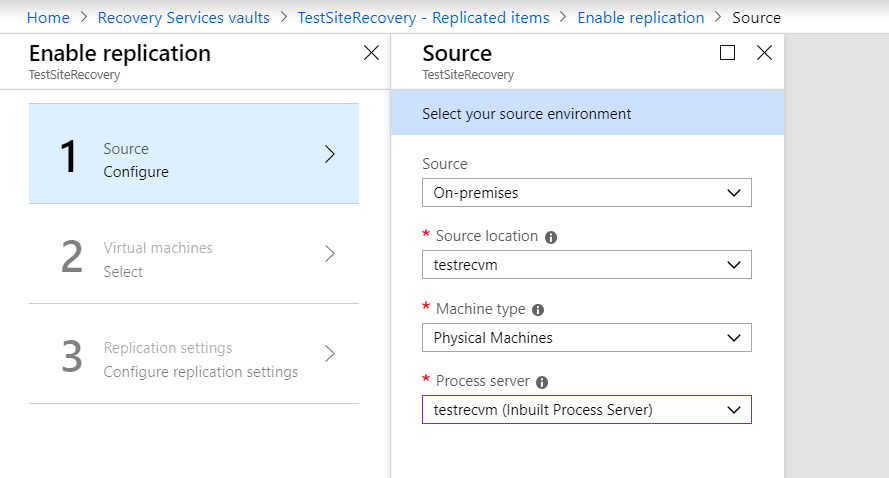 Home > Recovery Services vaults > TestSiteRecovery - Replicated items > Enable replication > Source
Enable replication
TestSiteRecovery
1
Source
Configure
2
Virtual machines
Select
3
Replication settings
Configure replication settings
Source
TestSiteRecovery
Select your source environment
Source
On-premises
* Source location
testrecvm
* Machine type
Physical Machines
* Process server
testrecvm (Inbuilt Process Server)